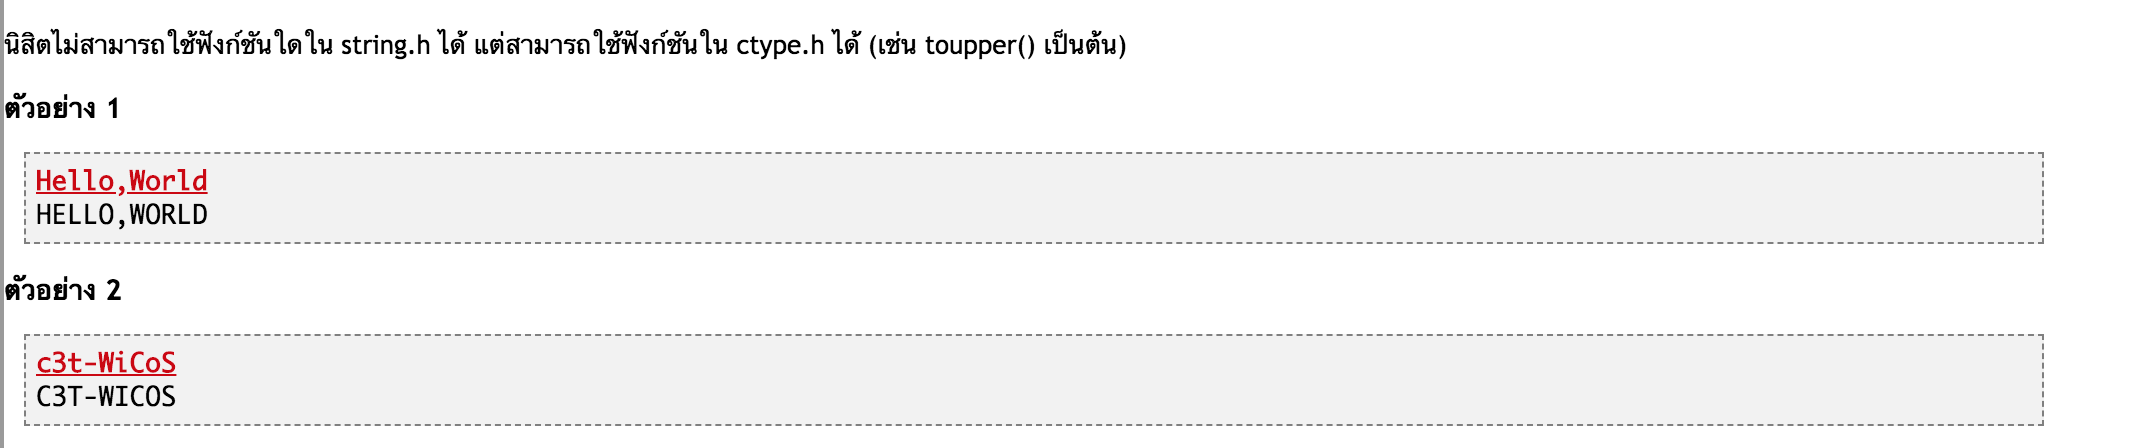 นิสิตไม่สามารถใช้ฟังก์ชันใดใน string.h ได้ แต่สามารถใช้ฟังก์ชันใน ctype.h ได้ (เช่น toupper() เป็นต้น)
ตัวอย่าง 1
Hello,World
HELLO,WORLD
ตัวอย่าง 2
c3t-WiCoS
C3T-WICOS